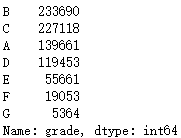 B    233690
C    227118
A    139661
D    119453
E     55661
F     19053
G      5364
Name: grade, dtype: int64